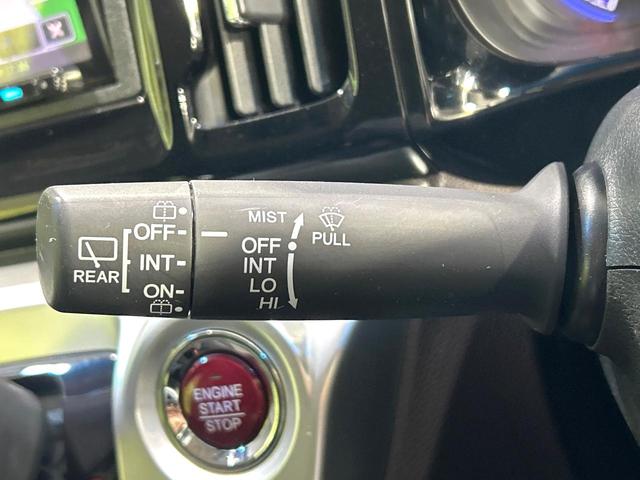 MIST
PULL
OFF
OFF
INT
INT
LO
ON
HI
REAR
ENGINE
START
STOP